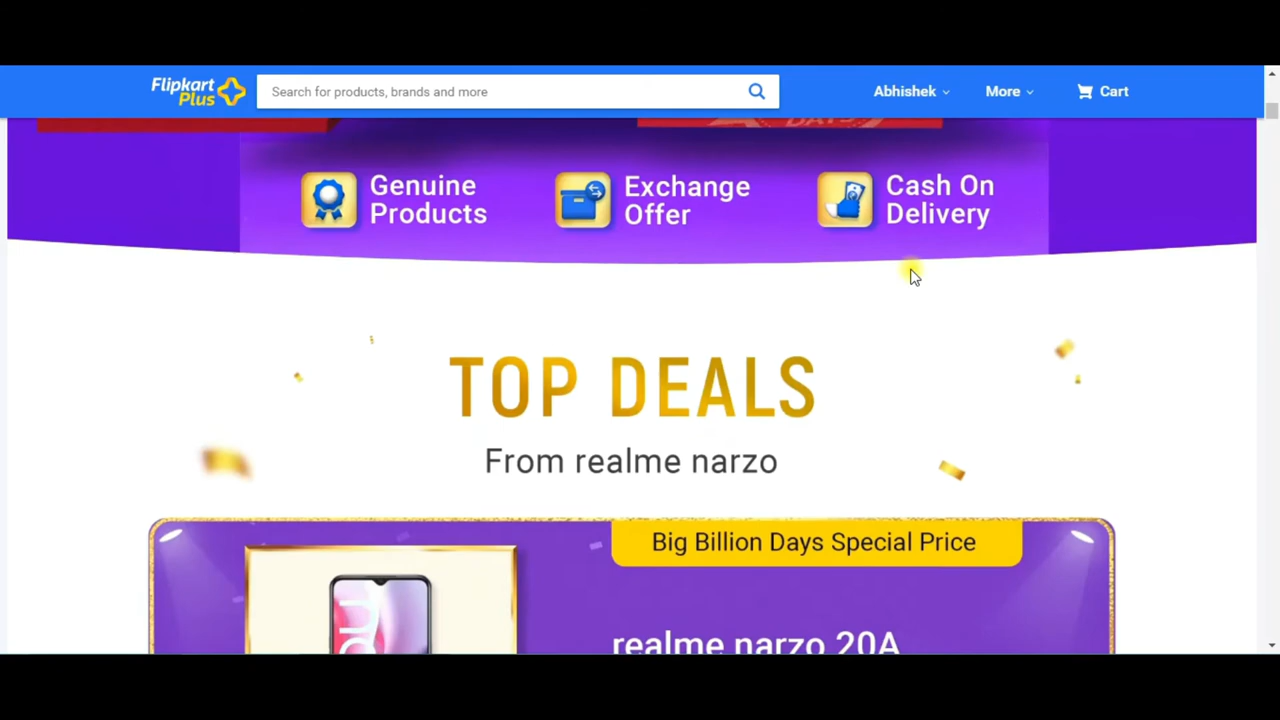 Flipkart
Plus
Search for products, brands and more
Abhishek
More
Cart
DAYS
Genuine
Products
Exchange
Offer
Cash On
Delivery
TOP DEALS
From realme narzo
Big Billion Days Special Price
realme narzo 20A